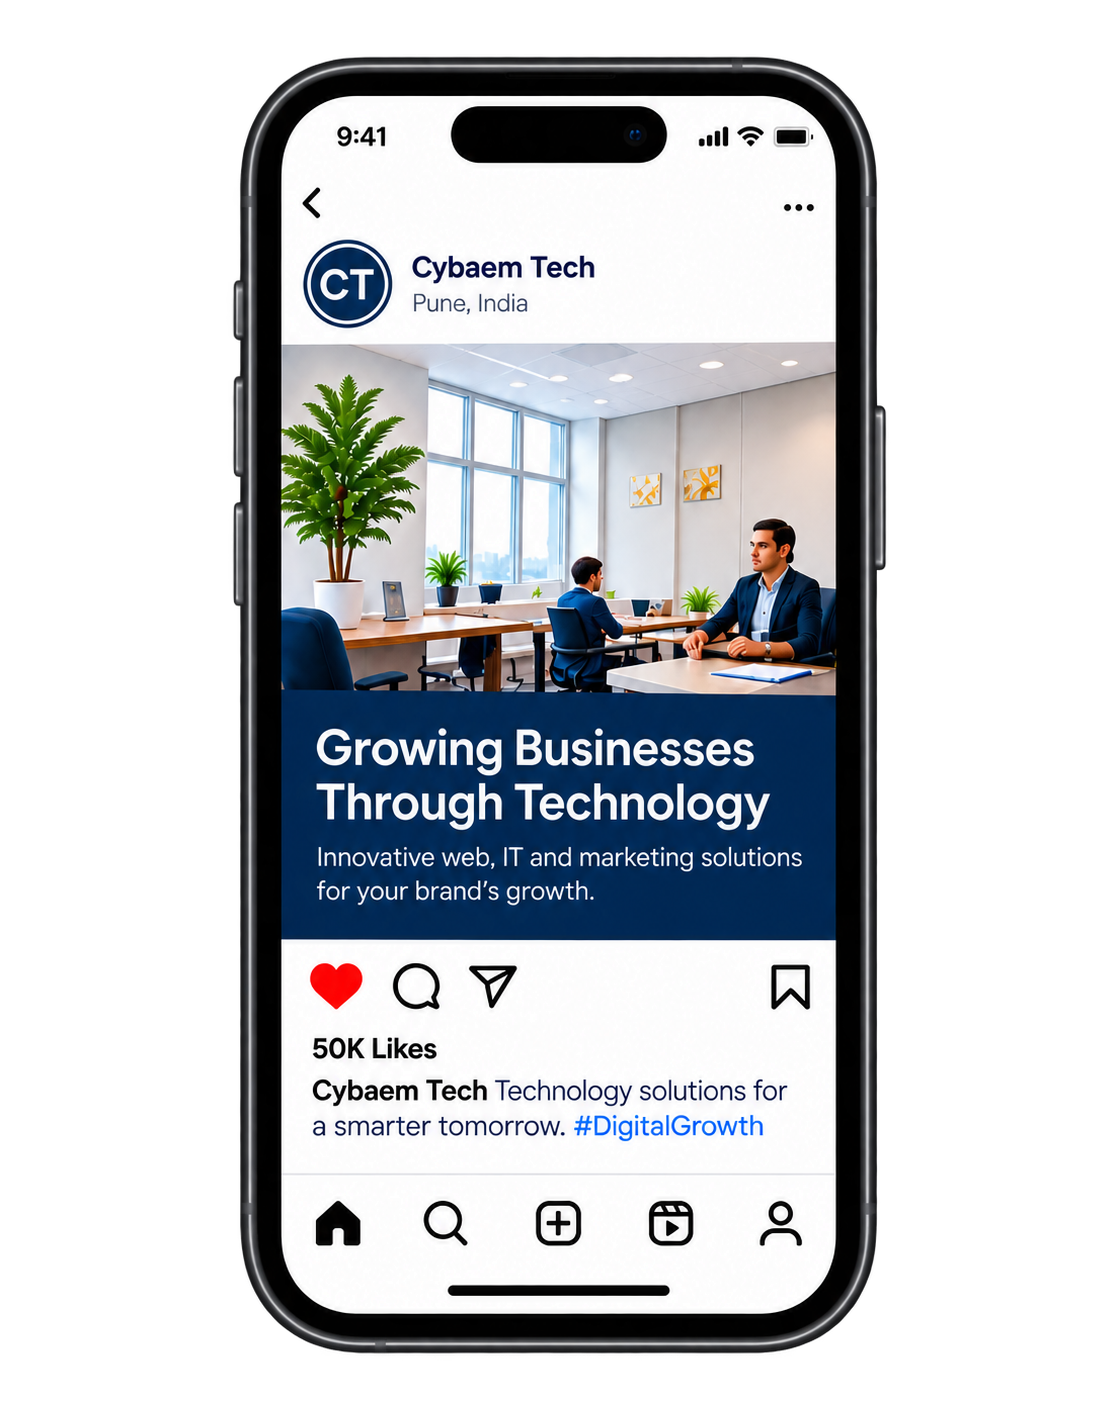 9:41
CT
Cybaem Tech
Pune, India
Growing Businesses
Through Technology
Innovative web, IT and marketing solutions
for your brand's growth.
50K Likes
Cybaem Tech Technology solutions for
a smarter tomorrow. #DigitalGrowth